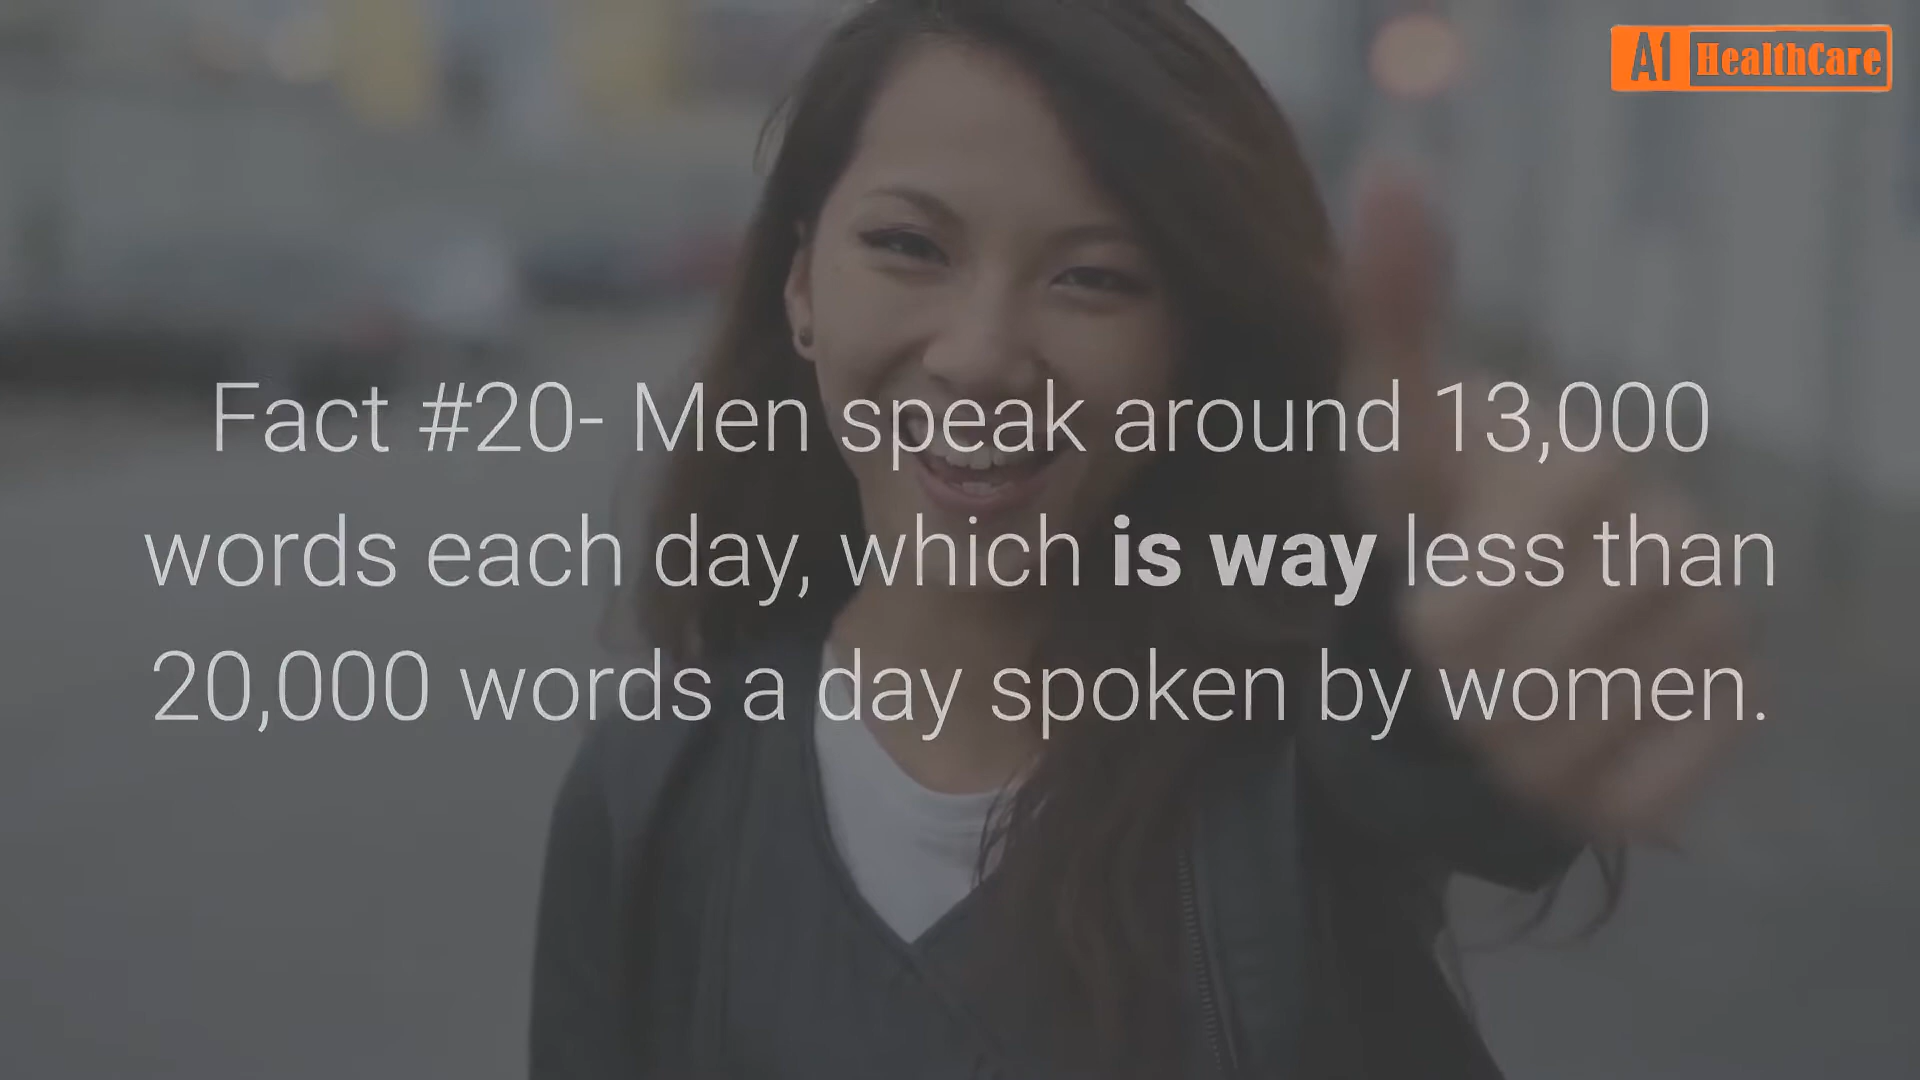 A1 HealthCare
Fact #20- Men speak around 13,000
words each day, which is way less than
20,000 words a day spoken by women.